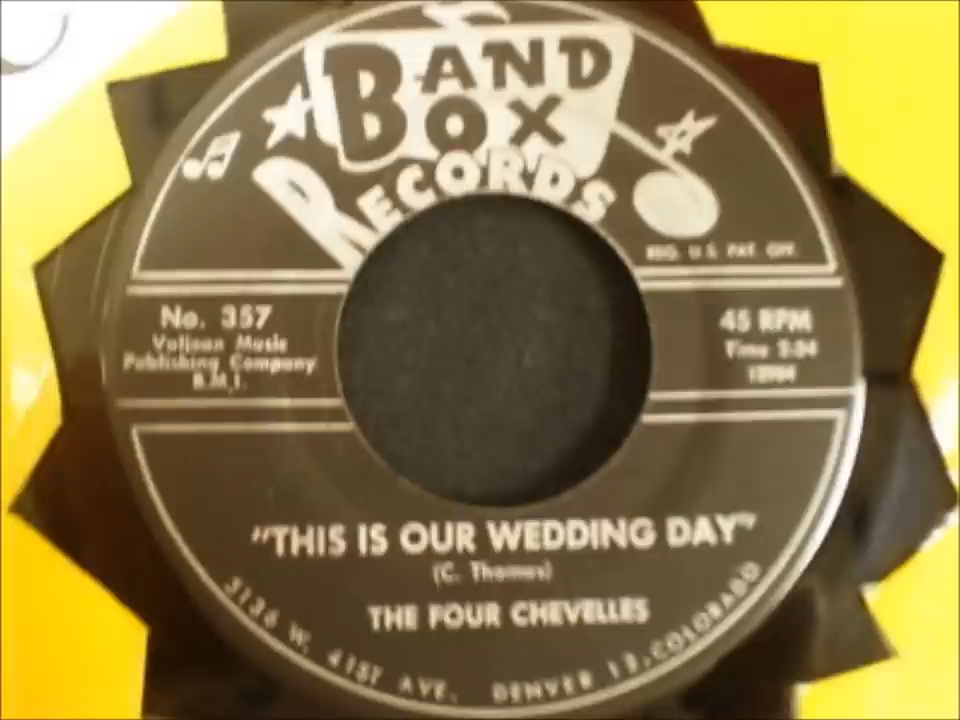 BAND
BOX
RECORDS
REG. U.S. PAT. OFF.
No. 357
Music
Publishing Company
B.M.I.
45 RPM
Time
"THIS IS OUR WEDDING DAY"
(C. Thomas)
THE FOUR CHEVELLES
3136 W. 41ST AVE. DENVER 12, COLORADO